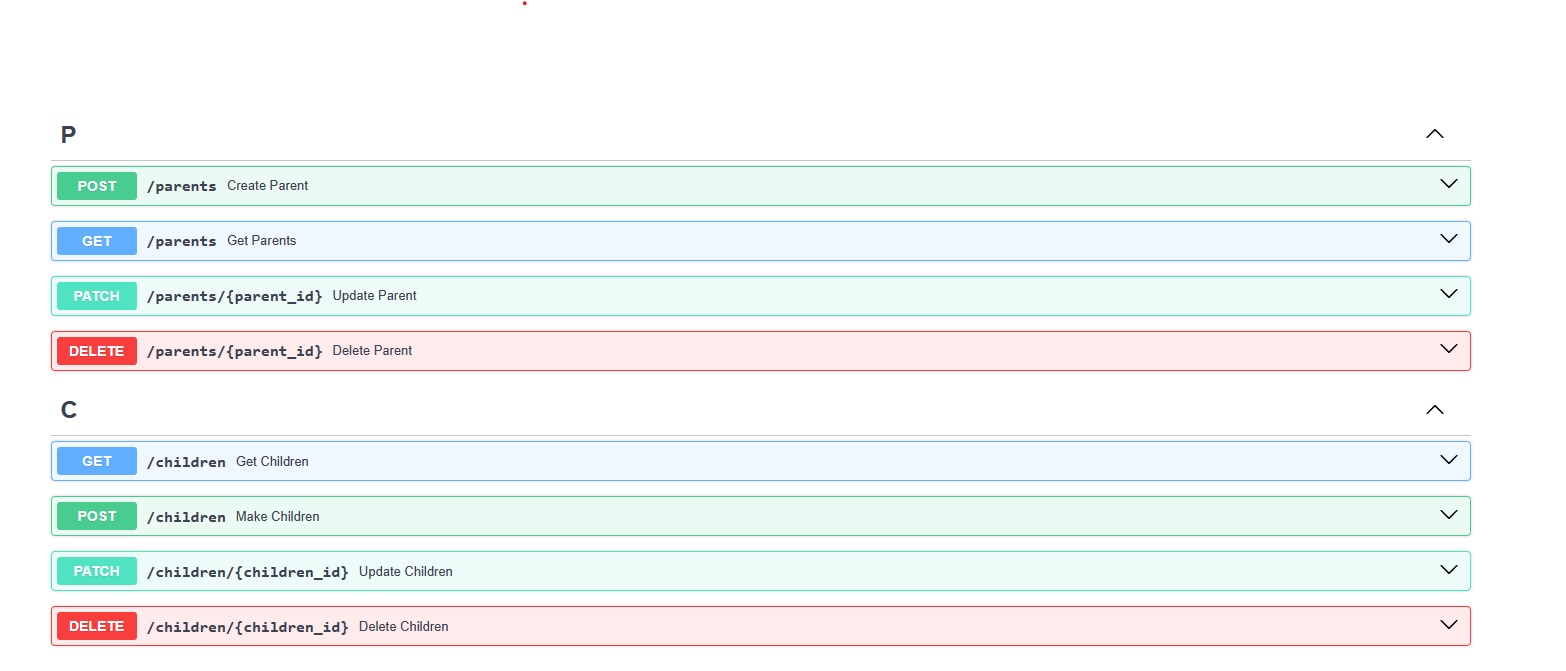 P
POST /parents Create Parent
GET /parents Get Parents
PATCH /parents/{parent_id} Update Parent
DELETE /parents/{parent_id} Delete Parent
C
GET /children Get Children
POST /children Make Children
PATCH /children/{children_id} Update Children
DELETE /children/{children_id} Delete Children